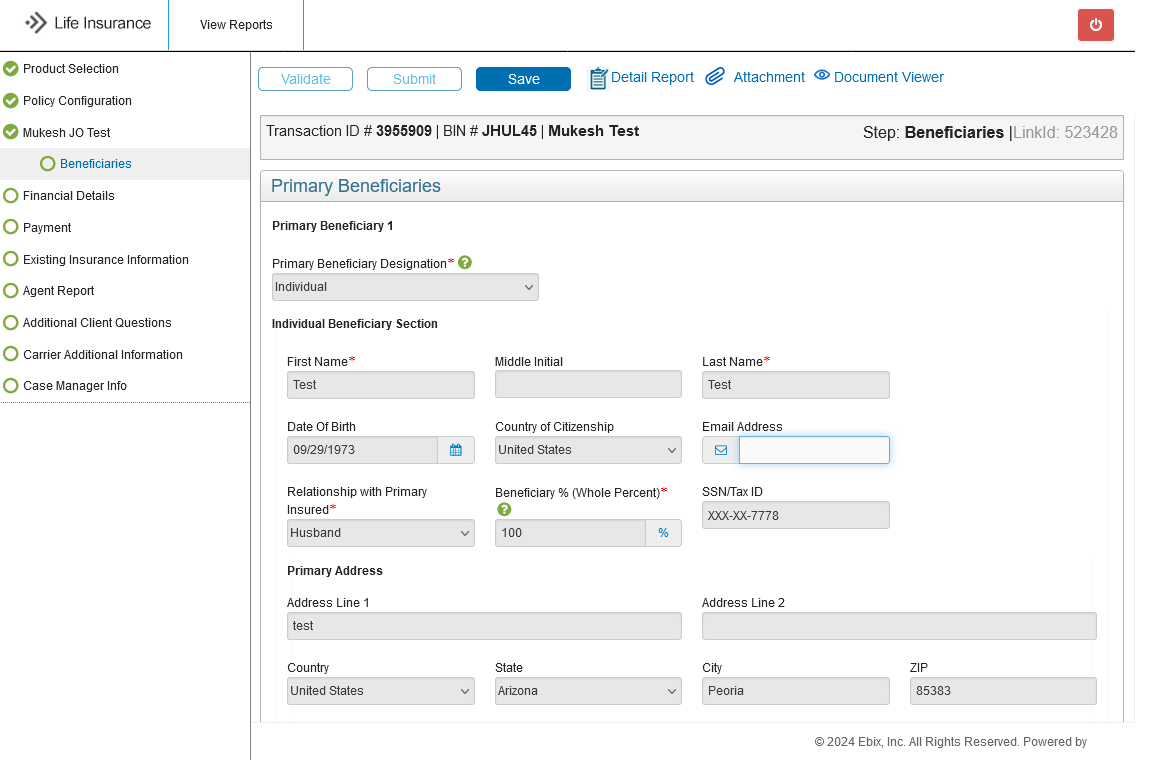 Life Insurance
View Reports
Product Selection
Policy Configuration
Mukesh JO Test
Beneficiaries
Financial Details
Payment
Existing Insurance Information
Agent Report
Additional Client Questions
Carrier Additional Information
Case Manager Info
Validate
Submit
Save
Detail Report
Attachment
Document Viewer
Transaction ID # 3955909 | BIN # JHUL45 | Mukesh Test
Step: Beneficiaries |LinkId: 523428
Primary Beneficiaries
Primary Beneficiary 1
Primary Beneficiary Designation* ?
Individual
Individual Beneficiary Section
First Name* Middle Initial Last Name*
Test Test
Date Of Birth Country of Citizenship Email Address
09/29/1973 United States
Relationship with Primary Insured* Beneficiary % (Whole Percent)* ? SSN/Tax ID
Husband 100 % XXX-XX-7778
Primary Address
Address Line 1 Address Line 2
test
Country State City ZIP
United States Arizona Peoria 85383
© 2024 Ebix, Inc. All Rights Reserved. Powered by